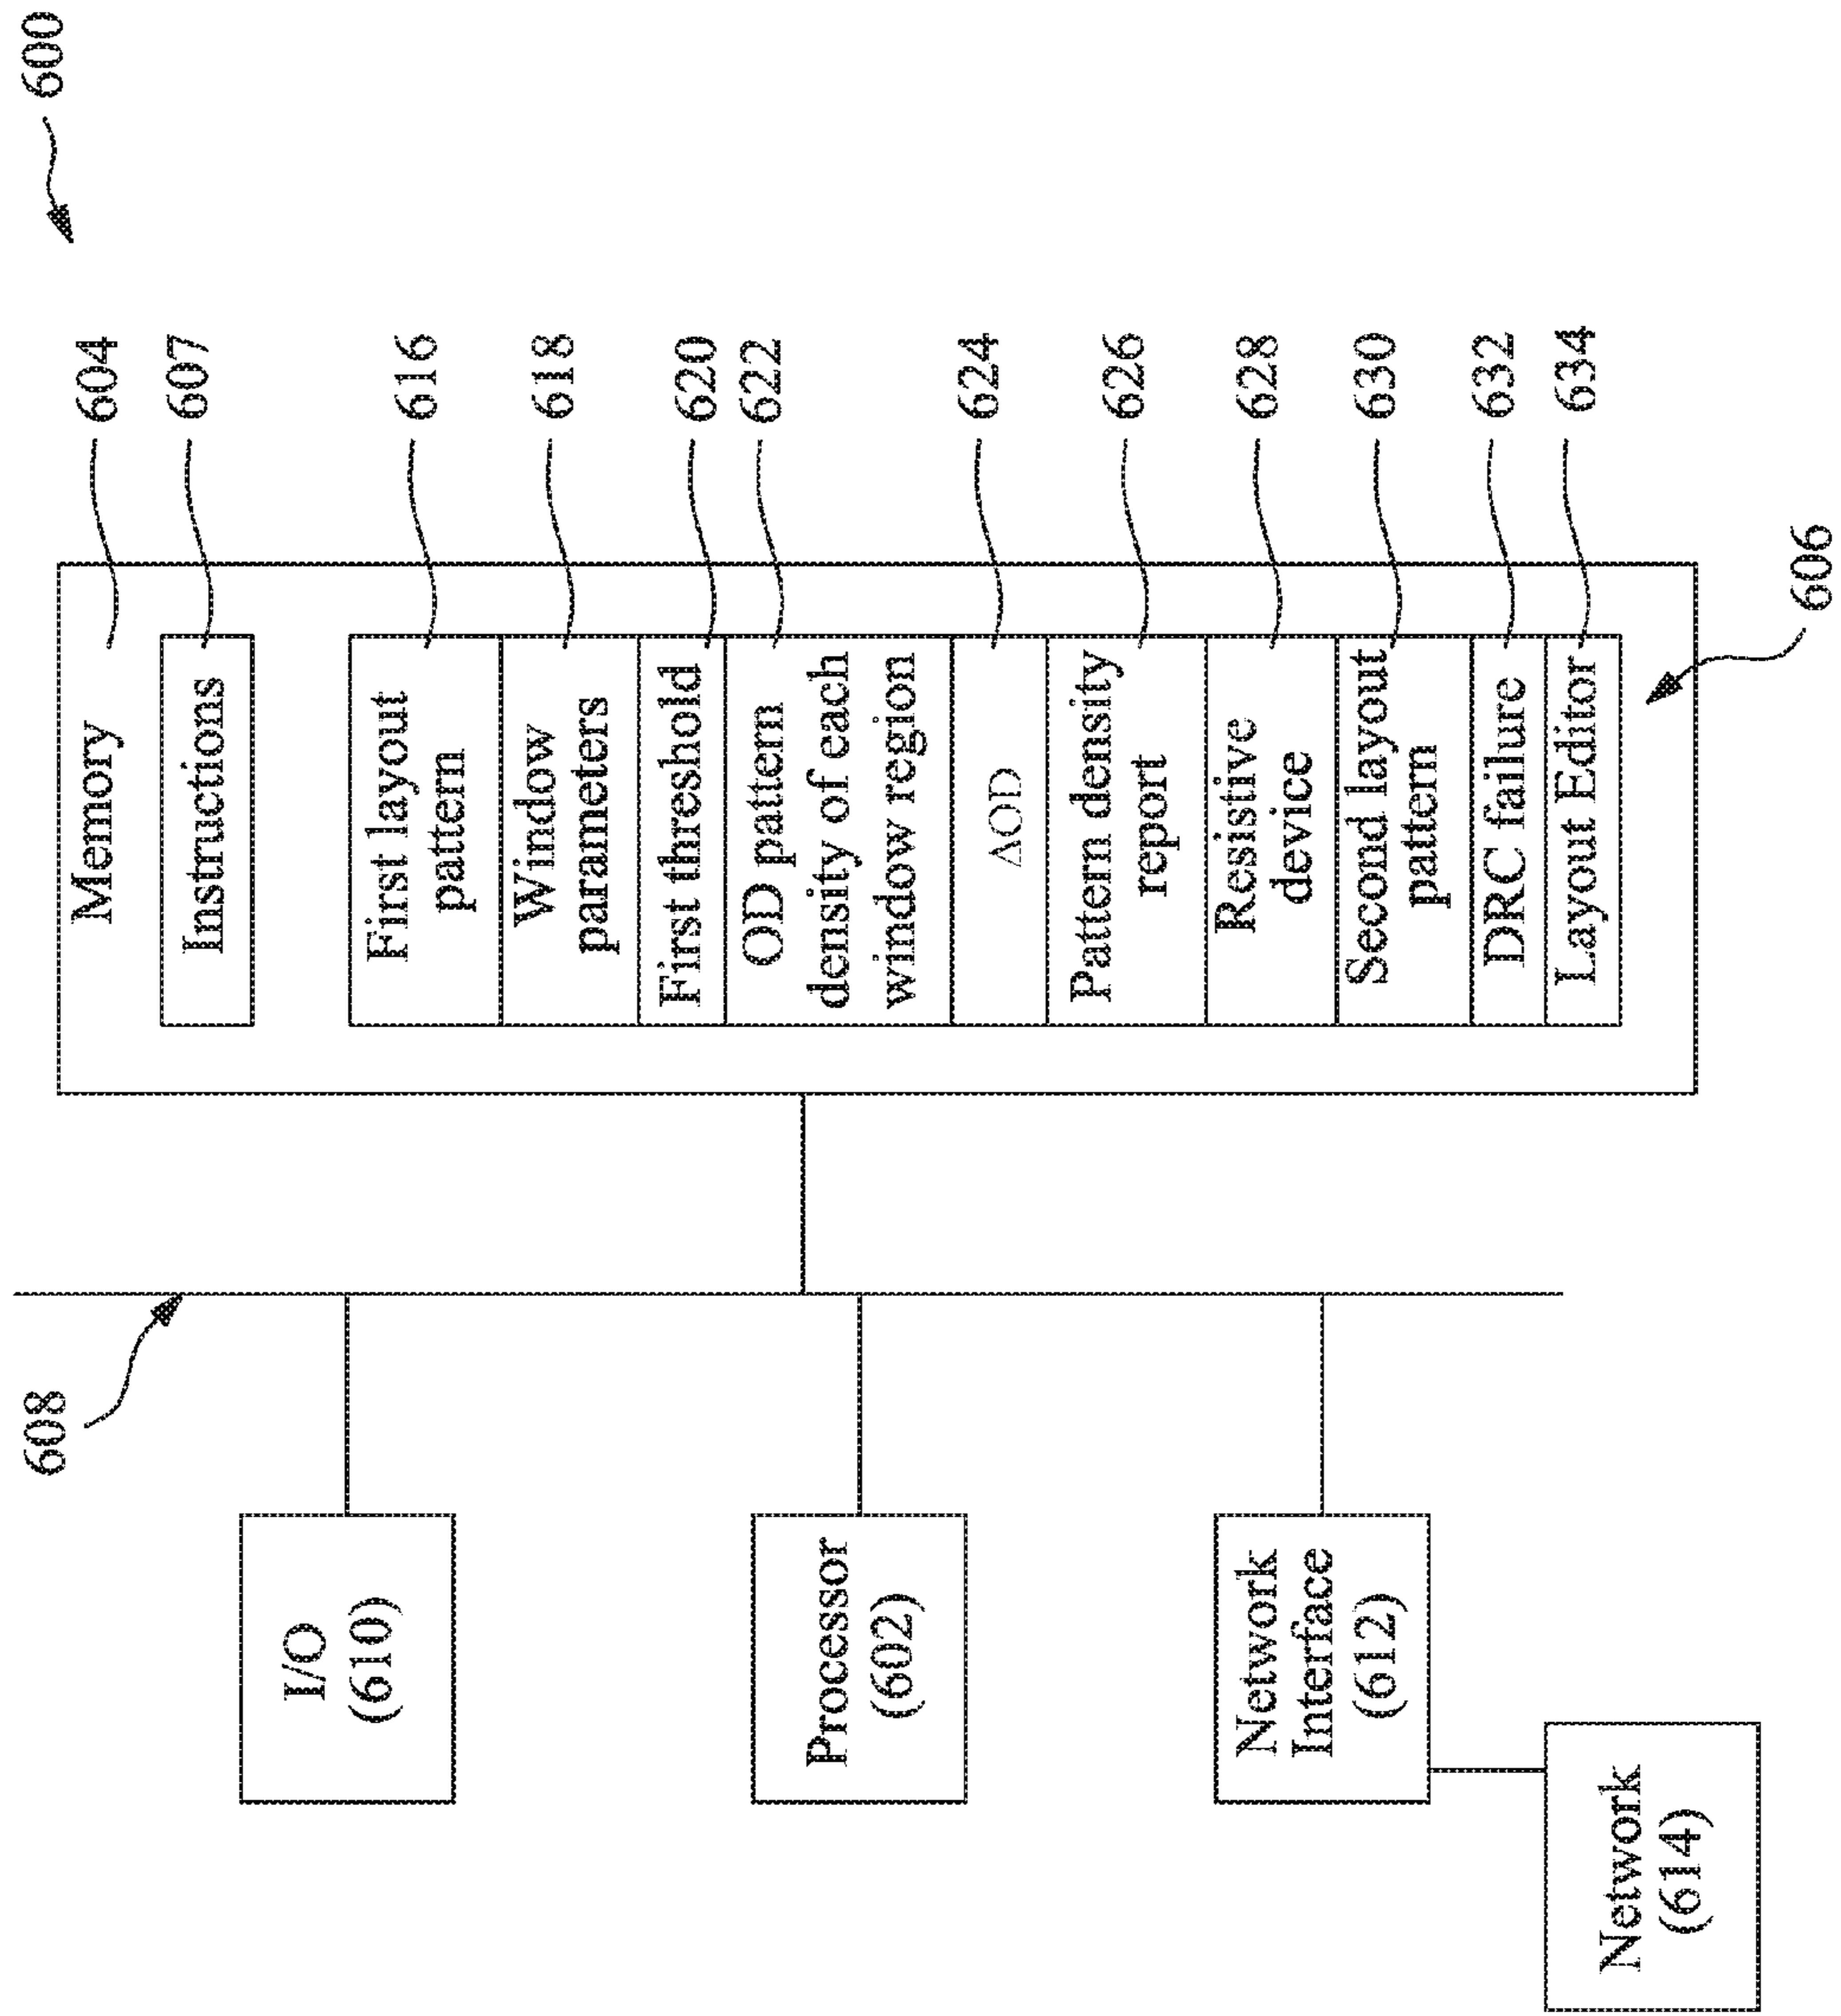 600
608
I/O
(610)
Processor
(602)
Network
Interface
(612)
Network
(614)
Memory
604
Instructions
607
First layout
pattern
616
Window
parameters
618
First threshold
620
OD pattern
density of each
window region
622
ΔOD
624
Pattern density
report
626
Resistive
device
628
Second layout
pattern
630
DRC failure
632
Layout Editor
634
606